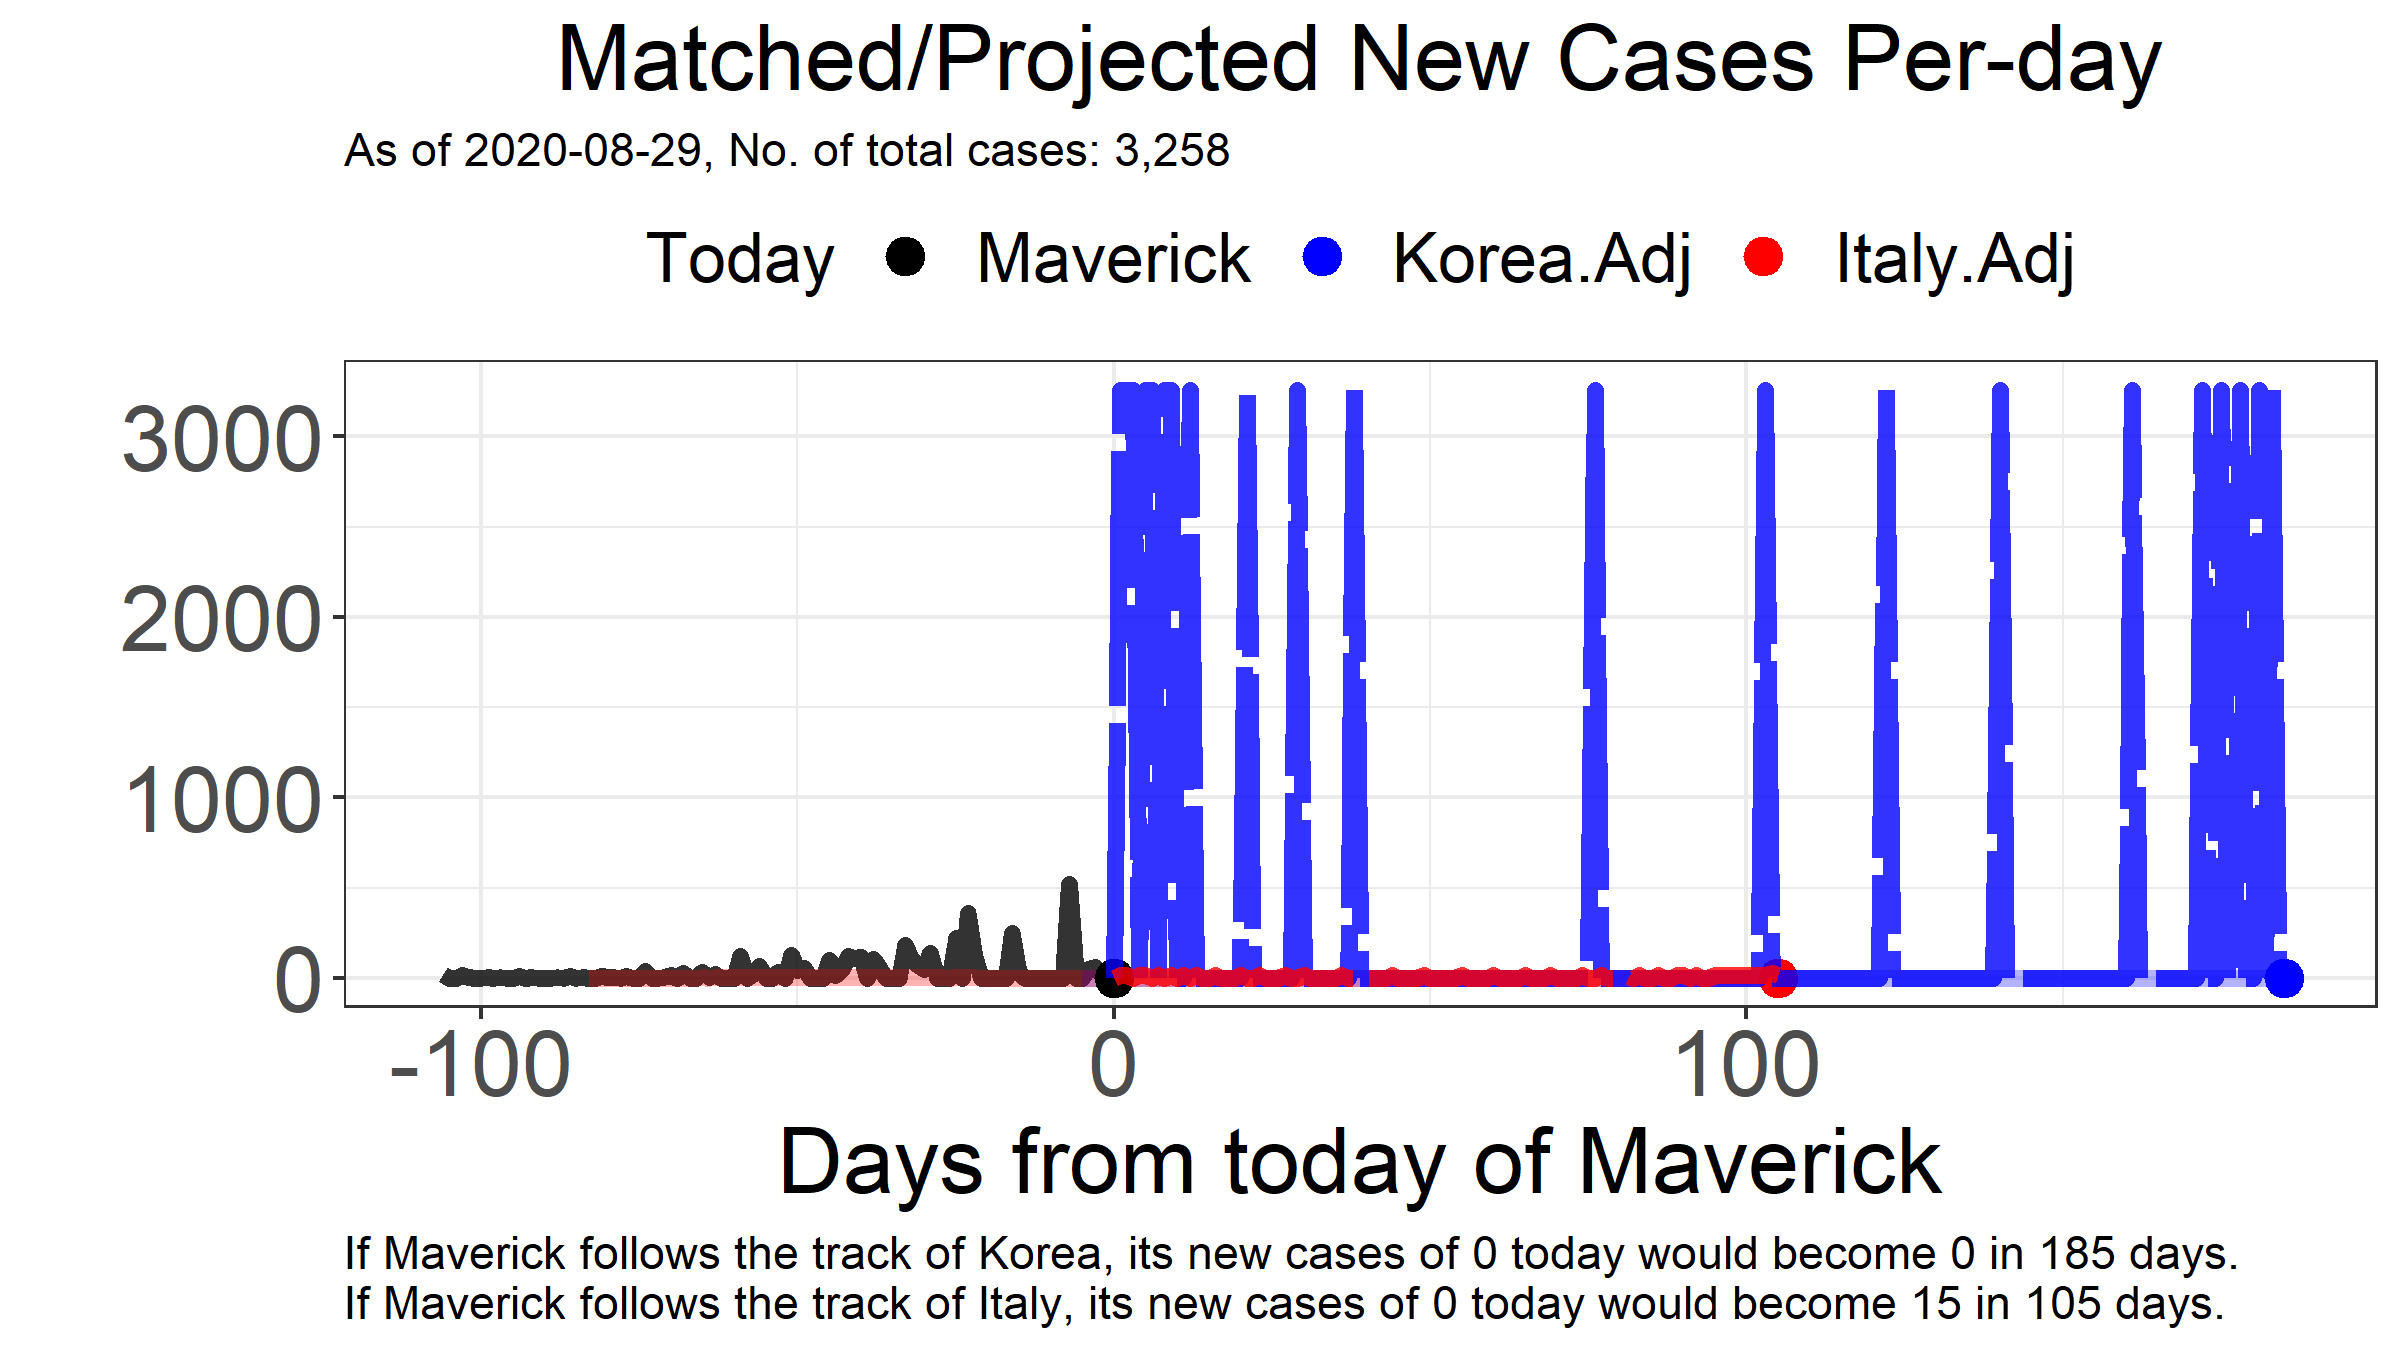 Matched/Projected New Cases Per-day
As of 2020-08-29, No. of total cases: 3,258
Today Maverick Korea.Adj Italy.Adj
3000
2000
1000
0
-100 0 100
Days from today of Maverick
If Maverick follows the track of Korea, its new cases of 0 today would become 0 in 185 days.
If Maverick follows the track of Italy, its new cases of 0 today would become 15 in 105 days.